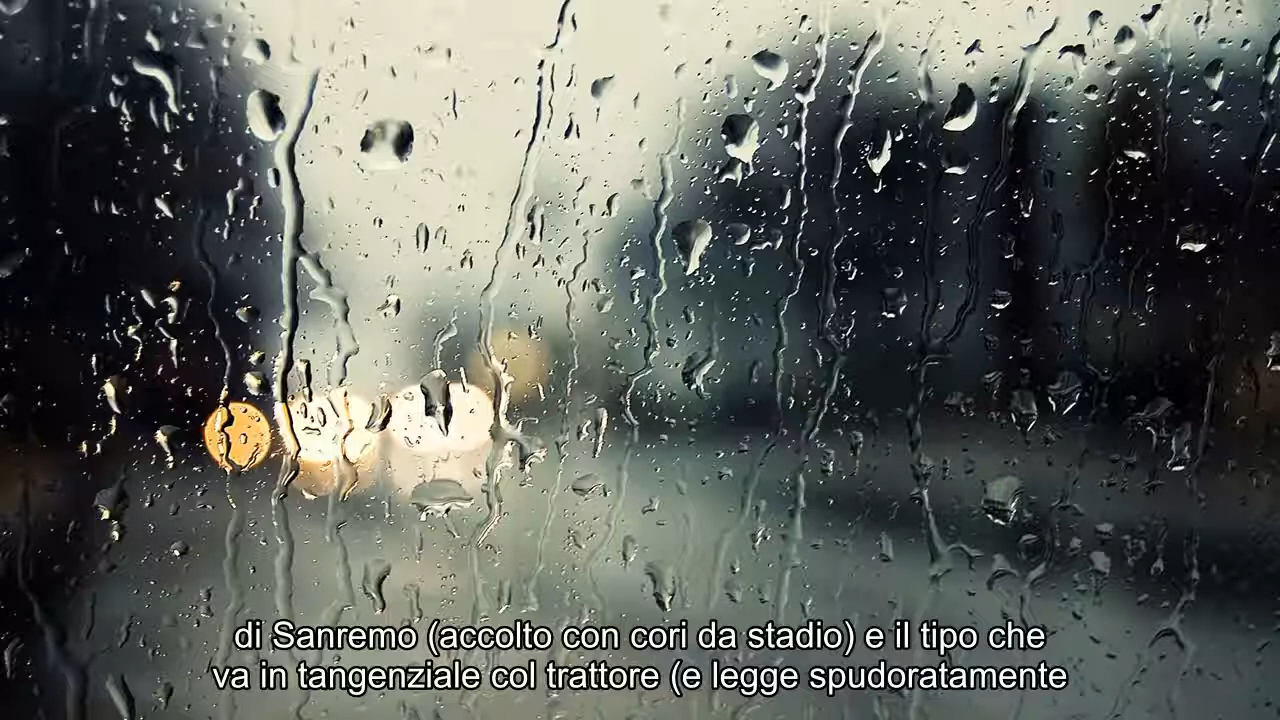 di Sanremo (accolto con cori da stadio) e il tipo che
va in tangenziale col trattore (e legge spudoratamente